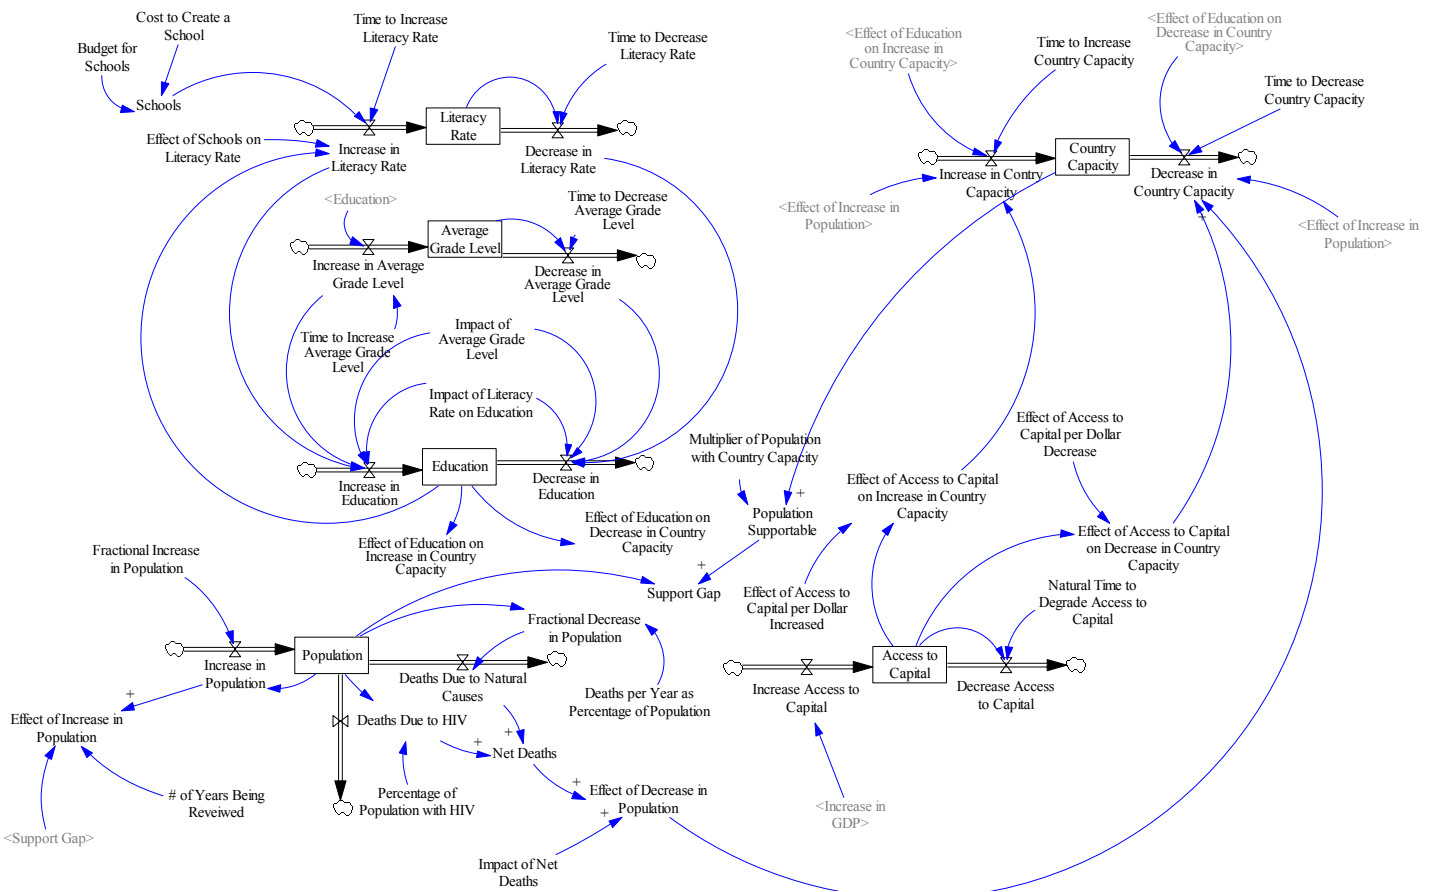 Cost to Create a
School
Budget for
Schools
Schools
Time to Increase
Literacy Rate
Time to Decrease
Literacy Rate
Literacy
Rate
Effect of Schools on
Literacy Rate
Increase in
Literacy Rate
Decrease in
Literacy Rate
<Education>
Time to Decrease
Average Grade
Level
Average
Grade Level
Increase in Average
Grade Level
Decrease in
Average Grade
Level
Time to Increase
Average Grade
Level
Impact of
Average Grade
Level
Impact of Literacy
Rate on Education
Education
Increase in
Education
Decrease in
Education
Effect of Education on
Increase in Country
Capacity
Effect of Education on
Decrease in Country
Capacity
<Effect of Education
on Increase in
Country Capacity>
Time to Increase
Country Capacity
<Effect of Education on
Decrease in Country
Capacity>
Time to Decrease
Country Capacity
Country
Capacity
Increase in Contry
Capacity
Decrease in
Country Capacity
<Effect of Increase in
Population>
<Effect of Increase in
Population>
+
Multiplier of Population
with Country Capacity
+
Population
Supportable
+
Support Gap
Effect of Access to Capital
on Increase in Country
Capacity
Effect of Access to
Capital per Dollar
Decrease
Effect of Access to Capital
on Decrease in Country
Capacity
Effect of Access to
Capital per Dollar
Increased
Natural Time to
Degrade Access to
Capital
Access to
Capital
Increase Access to
Capital
Decrease Access
to Capital
<Increase in
GDP>
Fractional Increase
in Population
Population
Increase in
Population
Fractional Decrease
in Population
Deaths Due to Natural
Causes
Deaths per Year as
Percentage of Population
+
Effect of Increase in
Population
Deaths Due to HIV
+
+
Net Deaths
# of Years Being
Reveiwed
Percentage of
Population with HIV
+
Effect of Decrease in
Population
+
<Support Gap>
Impact of Net
Deaths